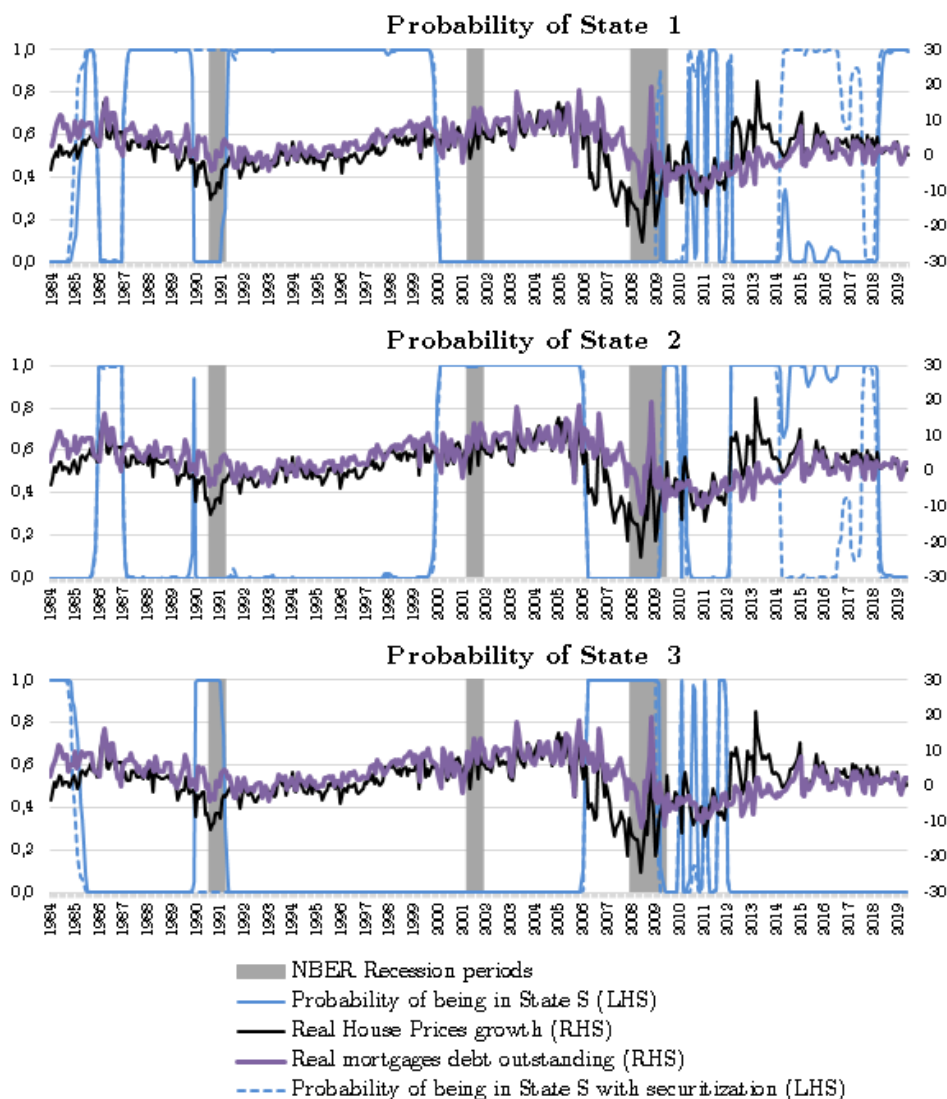 Probability of State 1
1,0 30
0,8 20
10
0,6
0
0,4
-10
0,2 -20
0,0 -30
1984 1985 1986 1987 1988 1989 1990 1991 1992 1993 1994 1995 1996 1997 1998 1999 2000 2001 2002 2003 2004 2005 2006 2007 2008 2009 2010 2011 2012 2013 2014 2015 2016 2017 2018 2019
Probability of State 2
1,0 30
0,8 20
10
0,6
0
0,4
-10
0,2 -20
0,0 -30
1984 1985 1986 1987 1988 1989 1990 1991 1992 1993 1994 1995 1996 1997 1998 1999 2000 2001 2002 2003 2004 2005 2006 2007 2008 2009 2010 2011 2012 2013 2014 2015 2016 2017 2018 2019
Probability of State 3
1,0 30
0,8 20
10
0,6
0
0,4
-10
0,2 -20
0,0 -30
1984 1985 1986 1987 1988 1989 1990 1991 1992 1993 1994 1995 1996 1997 1998 1999 2000 2001 2002 2003 2004 2005 2006 2007 2008 2009 2010 2011 2012 2013 2014 2015 2016 2017 2018 2019
NBER Recession periods
Probability of being in State S (LHS)
Real House Prices growth (RHS)
Real mortgages debt outstanding (RHS)
Probability of being in State S with securitization (LHS)